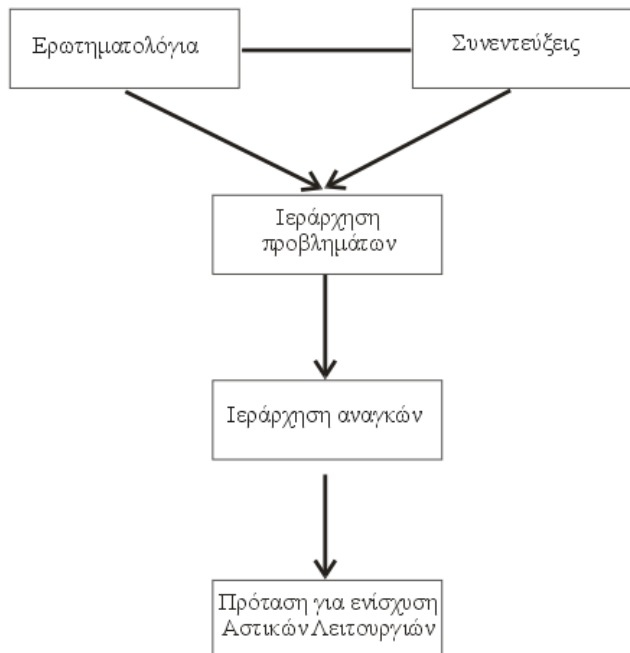 Ερωτηματολόγια
Συνεντεύξεις
Ιεράρχηση
προβλημάτων
Ιεράρχηση αναγκών
Πρόταση για ενίσχυση
Αστικών Λειτουργιών